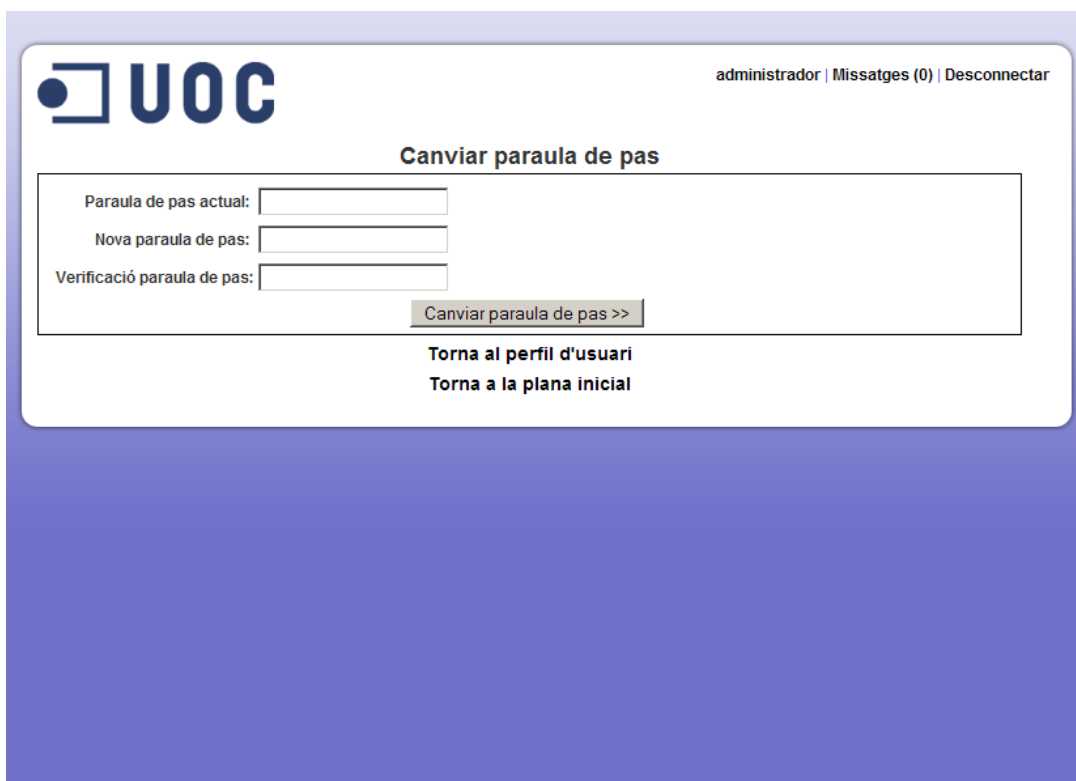 UOC
administrador | Missatges (0) | Desconnectar
Canviar paraula de pas
Paraula de pas actual:
Nova paraula de pas:
Verificació paraula de pas:
Canviar paraula de pas >>
Torna al perfil d'usuari
Torna a la plana inicial